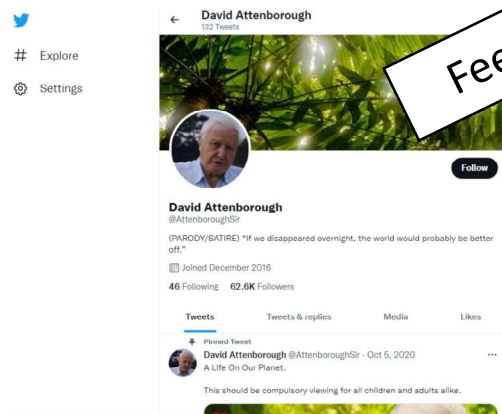 David Attenborough
132 Tweets
# Explore
Settings
Follow
David Attenborough
@AttenboroughSir
(PARODY/SATIRE) “If we disappeared overnight, the world would probably be better
off.”
Joined December 2016
46 Following 62.6K Followers
Tweets Tweets & replies Media Likes
Pinned Tweet
David Attenborough @AttenboroughSir · Oct 5, 2020 ...
A Life On Our Planet.
This should be compulsory viewing for all children and adults alike.